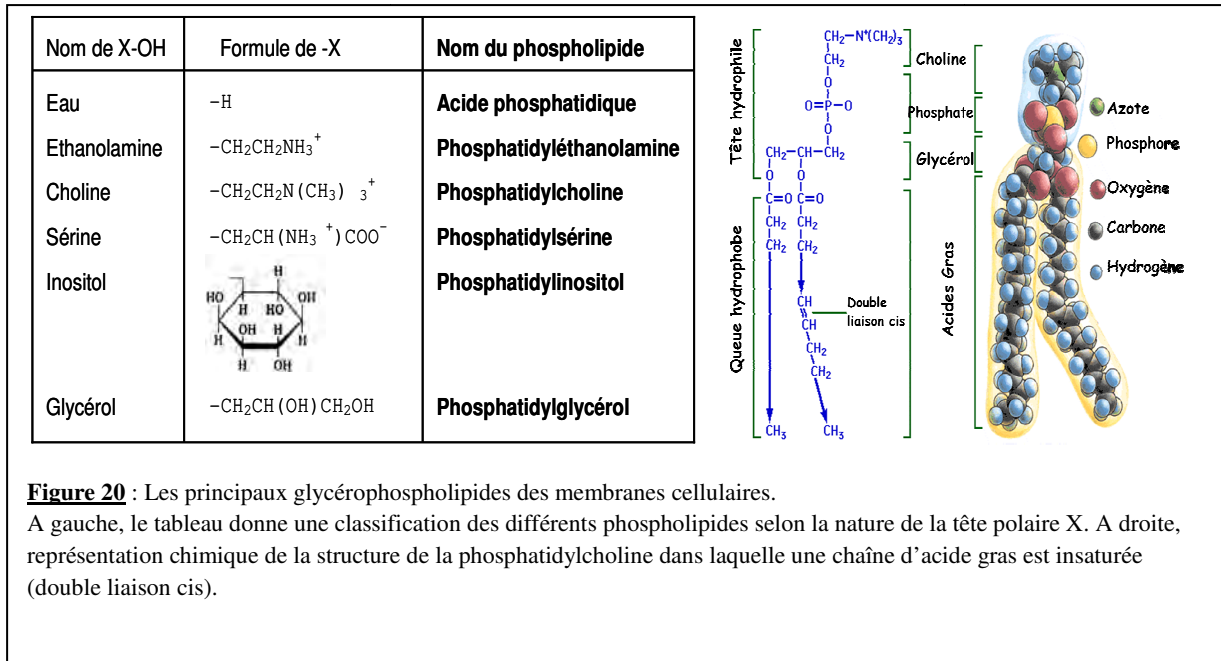 Nom de X-OH Formule de -X Nom du phospholipide
Eau -H Acide phosphatidique
Ethanolamine -CH₂CH₂NH₃⁺ Phosphatidyléthanolamine
Choline -CH₂CH₂N(CH₃) ₃⁺ Phosphatidylcholine
Sérine -CH₂CH(NH₃ ⁺)COO⁻ Phosphatidylsérine
Inositol Phosphatidylinositol
H
HO OH
H HO
OH H H
H OH
Glycérol -CH₂CH(OH)CH₂OH Phosphatidylglycérol
Tête hydrophile
Queue hydrophobe
CH₂-N⁺(CH₂)₃
CH₂
O
O=P-O
O
CH₂-CH-CH₂
O O
C=O C=O
CH₂ CH₂
CH₂ CH₂
CH
CH
CH₂
CH₂
CH₃ CH₃
Double
liaison cis
Choline
Phosphate
Glycérol
Acides Gras
Azote
Phosphore
Oxygène
Carbone
Hydrogène
Figure 20 : Les principaux glycérophospholipides des membranes cellulaires.
A gauche, le tableau donne une classification des différents phospholipides selon la nature de la tête polaire X. A droite,
représentation chimique de la structure de la phosphatidylcholine dans laquelle une chaîne d'acide gras est insaturée
(double liaison cis).